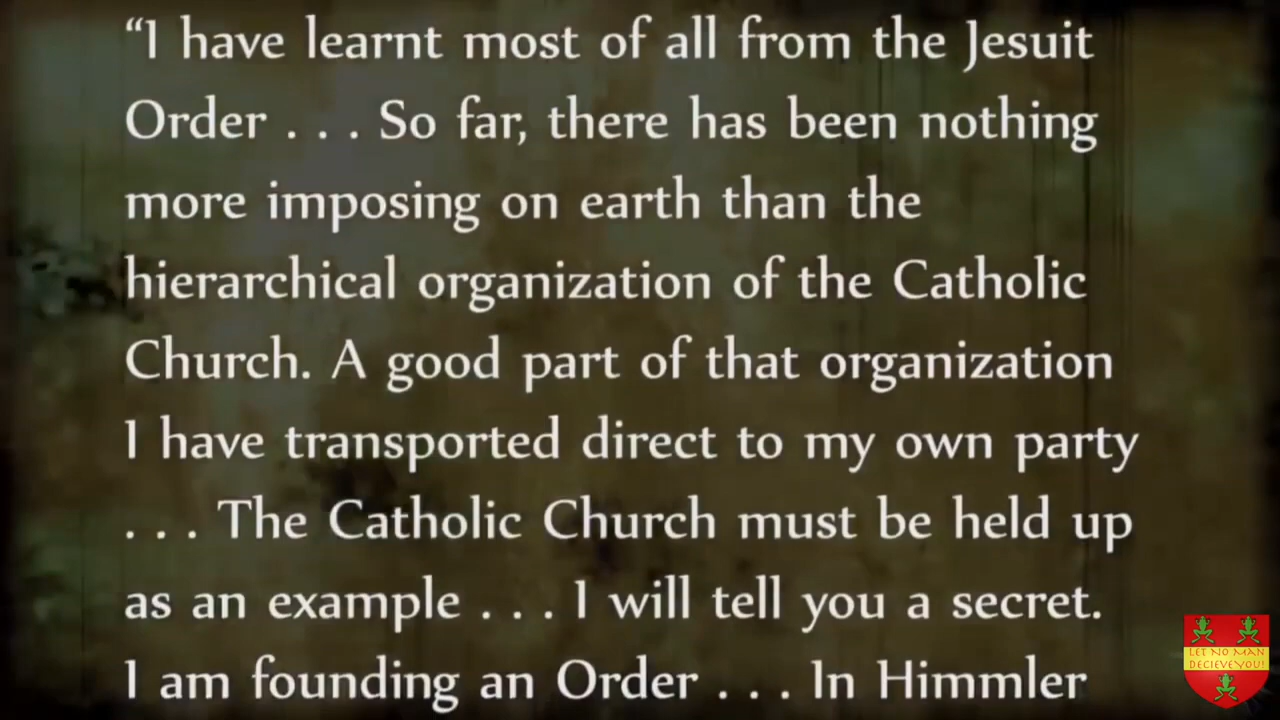 “I have learnt most of all from the Jesuit
Order . . . So far, there has been nothing
more imposing on earth than the
hierarchical organization of the Catholic
Church. A good part of that organization
I have transported direct to my own party
. . . The Catholic Church must be held up
as an example . . . I will tell you a secret.
I am founding an Order . . . In Himmler
LET NO MAN
DECIEVE YOU!